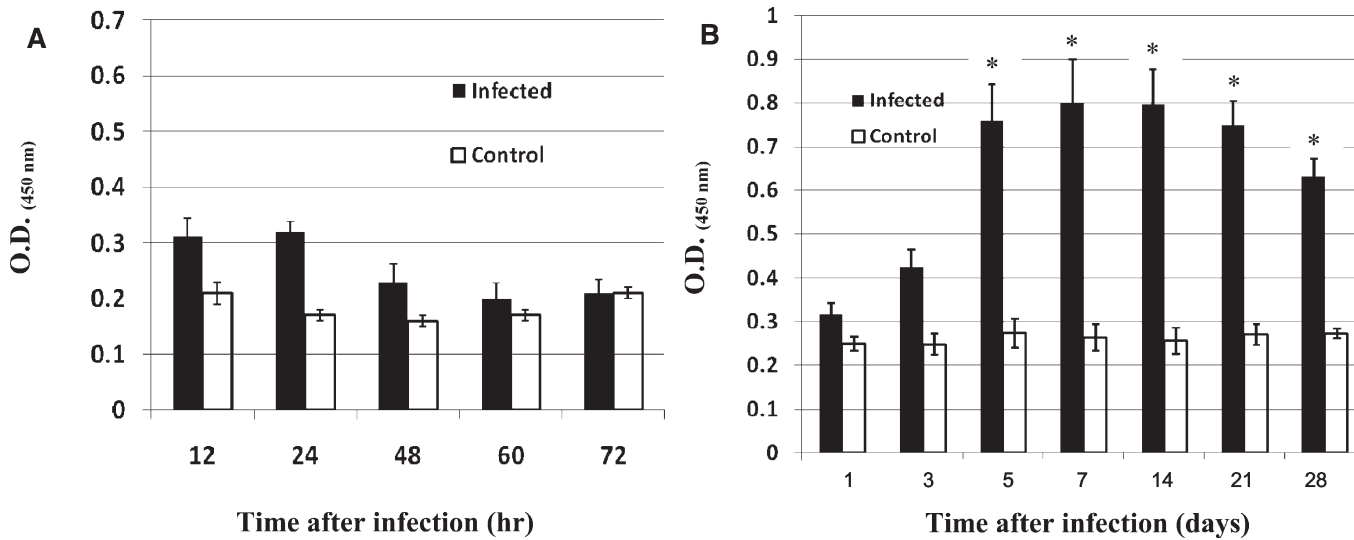 A
0.7
0.6
0.5
0.4
0.3
0.2
0.1
0
O.D. (450 nm)
Infected
Control
12 24 48 60 72
Time after infection (hr)
B
1
0.9
0.8
0.7
0.6
0.5
0.4
0.3
0.2
0.1
0
O.D. (450 nm)
Infected
Control
* * * * *
1 3 5 7 14 21 28
Time after infection (days)